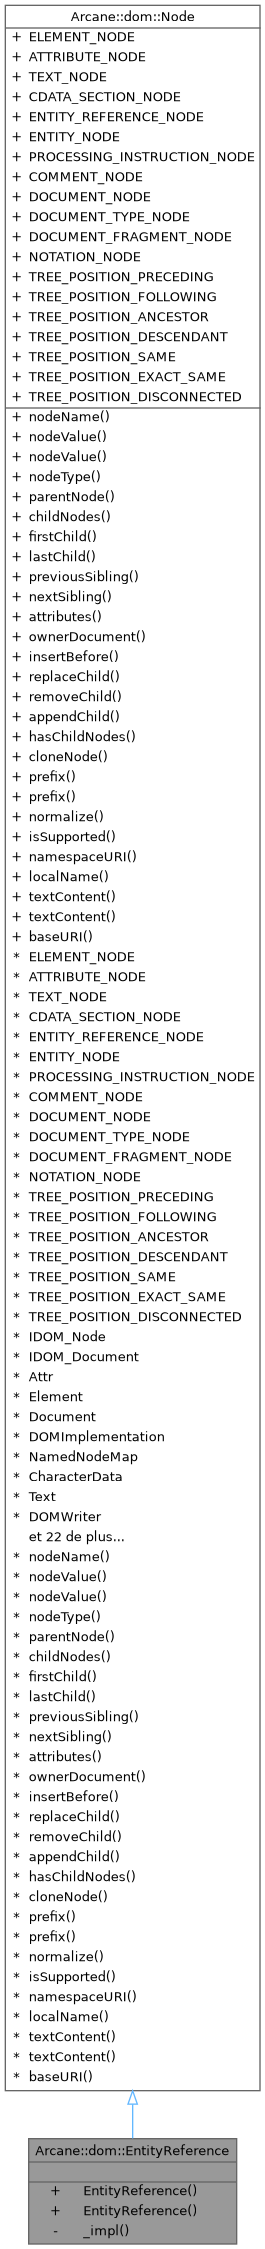 Arcane::dom::Node
+ ELEMENT_NODE
+ ATTRIBUTE_NODE
+ TEXT_NODE
+ CDATA_SECTION_NODE
+ ENTITY_REFERENCE_NODE
+ ENTITY_NODE
+ PROCESSING_INSTRUCTION_NODE
+ COMMENT_NODE
+ DOCUMENT_NODE
+ DOCUMENT_TYPE_NODE
+ DOCUMENT_FRAGMENT_NODE
+ NOTATION_NODE
+ TREE_POSITION_PRECEDING
+ TREE_POSITION_FOLLOWING
+ TREE_POSITION_ANCESTOR
+ TREE_POSITION_DESCENDANT
+ TREE_POSITION_SAME
+ TREE_POSITION_EXACT_SAME
+ TREE_POSITION_DISCONNECTED
+ nodeName()
+ nodeValue()
+ nodeValue()
+ nodeType()
+ parentNode()
+ childNodes()
+ firstChild()
+ lastChild()
+ previousSibling()
+ nextSibling()
+ attributes()
+ ownerDocument()
+ insertBefore()
+ replaceChild()
+ removeChild()
+ appendChild()
+ hasChildNodes()
+ cloneNode()
+ prefix()
+ prefix()
+ normalize()
+ isSupported()
+ namespaceURI()
+ localName()
+ textContent()
+ textContent()
+ baseURI()
* ELEMENT_NODE
* ATTRIBUTE_NODE
* TEXT_NODE
* CDATA_SECTION_NODE
* ENTITY_REFERENCE_NODE
* ENTITY_NODE
* PROCESSING_INSTRUCTION_NODE
* COMMENT_NODE
* DOCUMENT_NODE
* DOCUMENT_TYPE_NODE
* DOCUMENT_FRAGMENT_NODE
* NOTATION_NODE
* TREE_POSITION_PRECEDING
* TREE_POSITION_FOLLOWING
* TREE_POSITION_ANCESTOR
* TREE_POSITION_DESCENDANT
* TREE_POSITION_SAME
* TREE_POSITION_EXACT_SAME
* TREE_POSITION_DISCONNECTED
* IDOM_Node
* IDOM_Document
* Attr
* Element
* Document
* DOMImplementation
* NamedNodeMap
* CharacterData
* Text
* DOMWriter
et 22 de plus...
* nodeName()
* nodeValue()
* nodeValue()
* nodeType()
* parentNode()
* childNodes()
* firstChild()
* lastChild()
* previousSibling()
* nextSibling()
* attributes()
* ownerDocument()
* insertBefore()
* replaceChild()
* removeChild()
* appendChild()
* hasChildNodes()
* cloneNode()
* prefix()
* prefix()
* normalize()
* isSupported()
* namespaceURI()
* localName()
* textContent()
* textContent()
* baseURI()
Arcane::dom::EntityReference
+ EntityReference()
+ EntityReference()
- _impl()